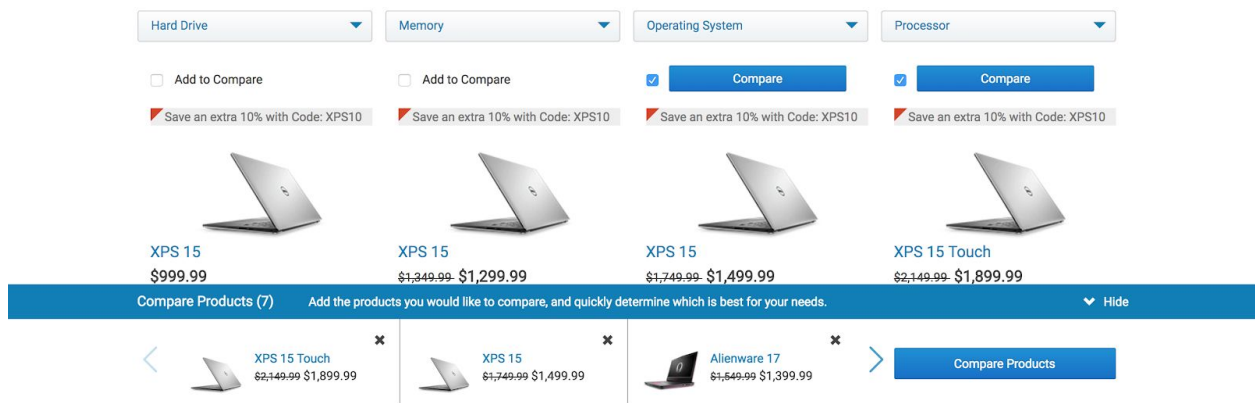 Hard Drive Memory Operating System Processor
Add to Compare Add to Compare Compare Compare
Save an extra 10% with Code: XPS10 Save an extra 10% with Code: XPS10 Save an extra 10% with Code: XPS10 Save an extra 10% with Code: XPS10
XPS 15 XPS 15 XPS 15 XPS 15 Touch
$999.99 $1,349.99 $1,299.99 $1,749.99 $1,499.99 $2,149.99 $1,899.99
Compare Products (7) Add the products you would like to compare, and quickly determine which is best for your needs. Hide
XPS 15 Touch XPS 15 Alienware 17
$2,149.99 $1,899.99 $1,749.99 $1,499.99 $1,549.99 $1,399.99
Compare Products